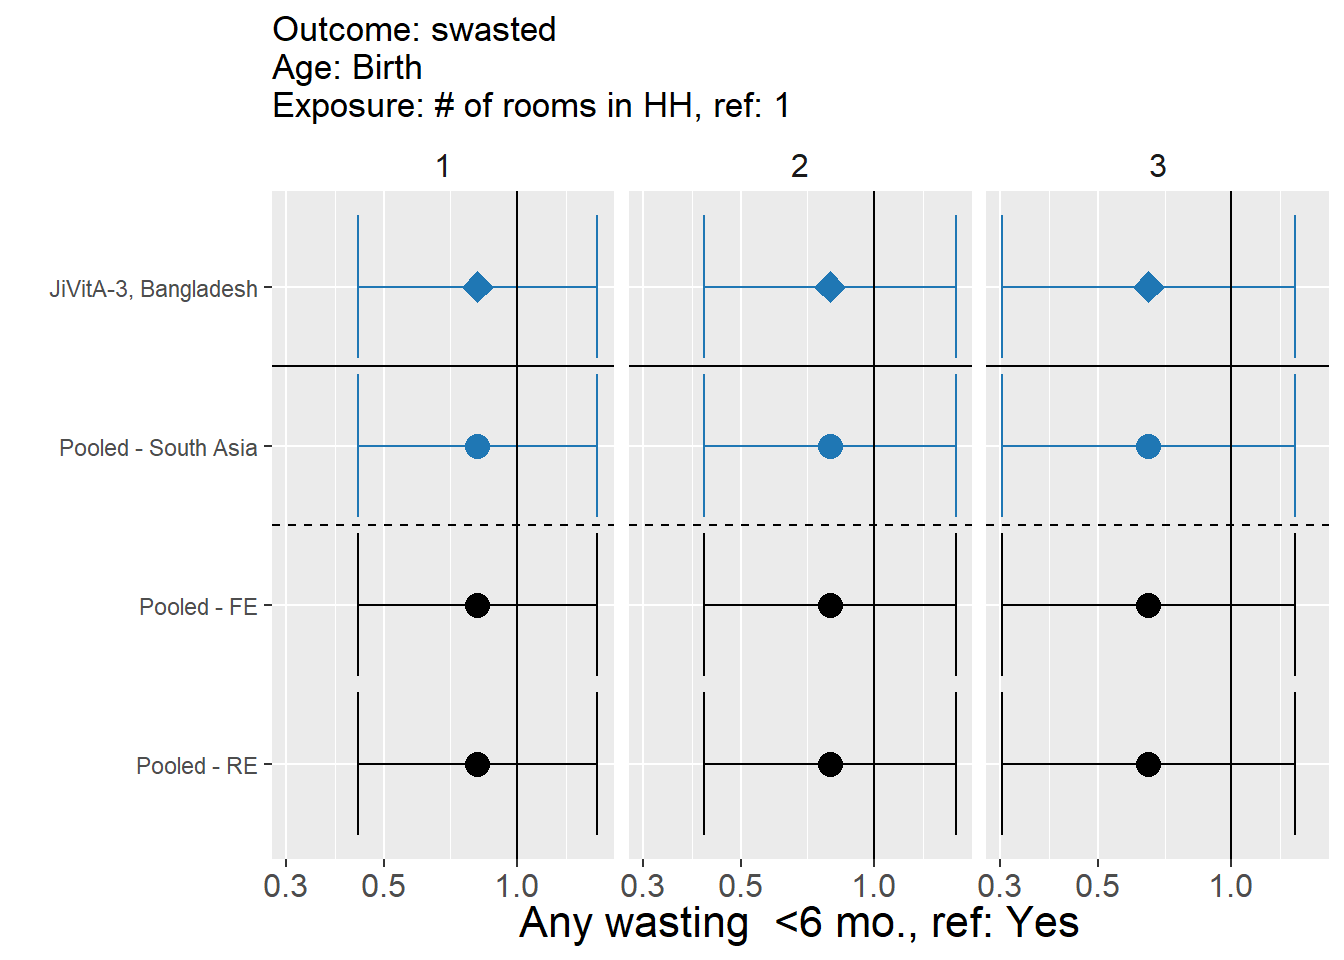 Outcome: swasted
Age: Birth
Exposure: # of rooms in HH, ref: 1
1 2 3
JiVitA-3, Bangladesh
Pooled - South Asia
Pooled - FE
Pooled - RE
0.3 0.5 1.0 0.3 0.5 1.0 0.3 0.5 1.0
Any wasting  <6 mo., ref: Yes